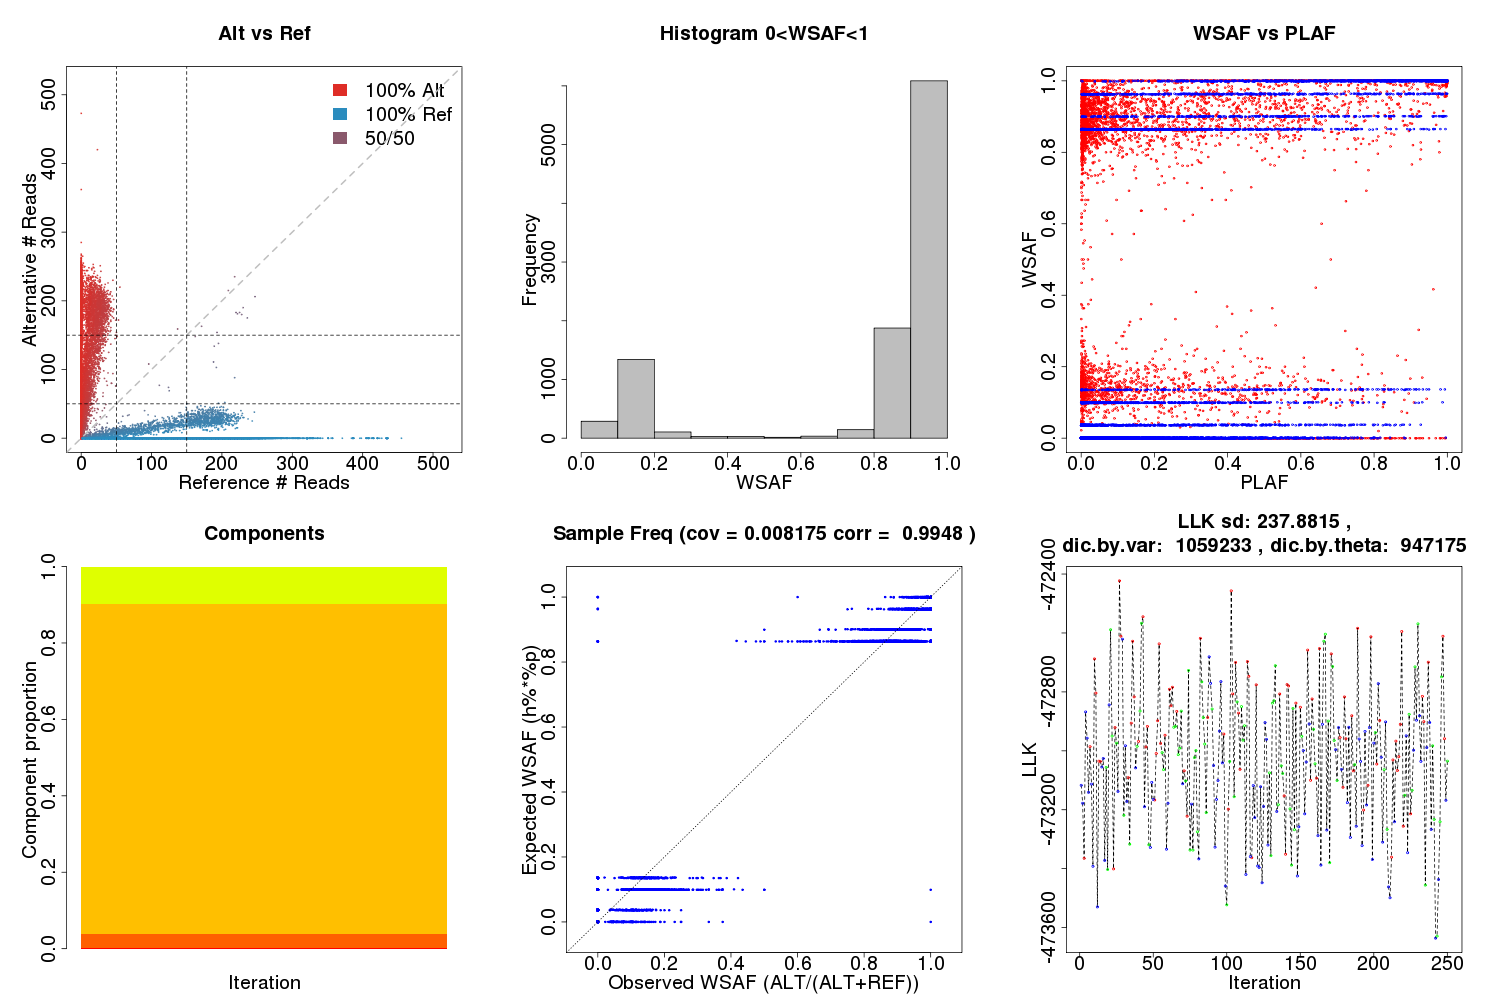 Alt vs Ref
100% Alt
100% Ref
50/50
Alternative # Reads
0 100 200 300 400 500
0 100 200 300 400 500
Reference # Reads
Histogram 0<WSAF<1
Frequency
0 1000 3000 5000
0.0 0.2 0.4 0.6 0.8 1.0
WSAF
WSAF vs PLAF
WSAF
0.0 0.2 0.4 0.6 0.8 1.0
0.0 0.2 0.4 0.6 0.8 1.0
PLAF
Components
Component proportion
0.0 0.2 0.4 0.6 0.8 1.0
Iteration
Sample Freq (cov = 0.008175 corr =  0.9948 )
Expected WSAF (h%*%p)
0.0 0.2 0.4 0.6 0.8 1.0
0.0 0.2 0.4 0.6 0.8 1.0
Observed WSAF (ALT/(ALT+REF))
LLK sd: 237.8815 ,
dic.by.var:  1059233 , dic.by.theta:  947175
LLK
-473600 -473200 -472800 -472400
0 50 100 150 200 250
Iteration